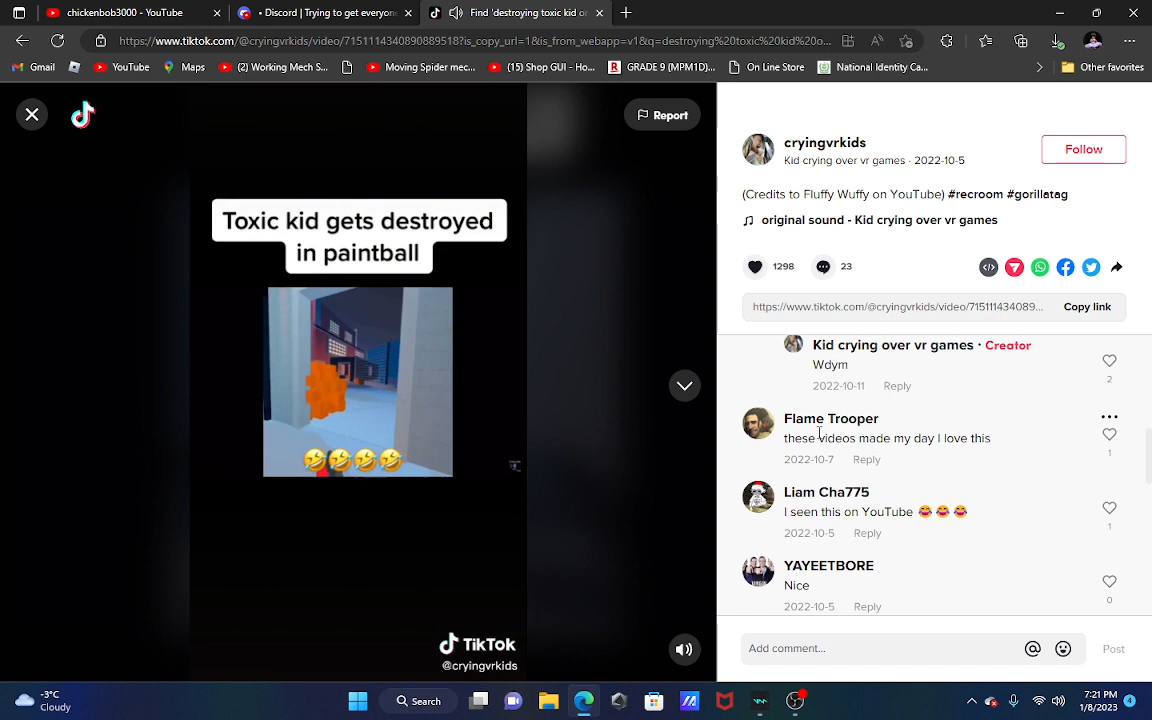 chickenbob3000 - YouTube
• Discord | Trying to get everyone
Find 'destroying toxic kid on
https://www.tiktok.com/@cryingvrkids/video/7151114340890889518?is_copy_url=1&is_from_webapp=v1&q=destroying%20toxic%20kid%20o...
Gmail
YouTube
Maps
(2) Working Mech S...
Moving Spider mec...
(15) Shop GUI - Ho...
GRADE 9 (MPM1D)...
On Line Store
National Identity Ca...
Other favorites
Report
Toxic kid gets destroyed
in paintball
TikTok
@cryingvrkids
cryingvrkids
Kid crying over vr games · 2022-10-5
Follow
(Credits to Fluffy Wuffy on YouTube) #recroom #gorillatag
♫ original sound - Kid crying over vr games
1298
23
https://www.tiktok.com/@cryingvrkids/video/715111434089...
Copy link
Kid crying over vr games · Creator
Wdym
2022-10-11 Reply
2
Flame Trooper
these videos made my day I love this
2022-10-7 Reply
1
Liam Cha775
I seen this on YouTube 😂 😂 😂
2022-10-5 Reply
1
YAYEETBORE
Nice
2022-10-5 Reply
0
Add comment...
Post
-3°C
Cloudy
Search
7:21 PM
1/8/2023
4